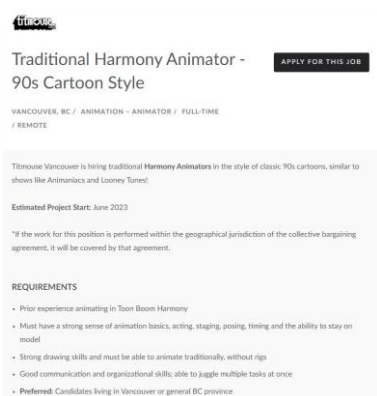 titmouse
Traditional Harmony Animator -
90s Cartoon Style
APPLY FOR THIS JOB
VANCOUVER, BC / ANIMATION – ANIMATOR / FULL-TIME
/ REMOTE
Titmouse Vancouver is hiring traditional Harmony Animators in the style of classic 90s cartoons, similar to
shows like Animaniacs and Looney Tunes!
Estimated Project Start: June 2023
*If the work for this position is performed within the geographical jurisdiction of the collective bargaining
agreement, it will be covered by that agreement.
REQUIREMENTS
• Prior experience animating in Toon Boom Harmony
• Must have a strong sense of animation basics, acting, staging, posing, timing and the ability to stay on
model
• Strong drawing skills and must be able to animate traditionally, without rigs
• Good communication and organizational skills; able to juggle multiple tasks at once
• Preferred: Candidates living in Vancouver or general BC province